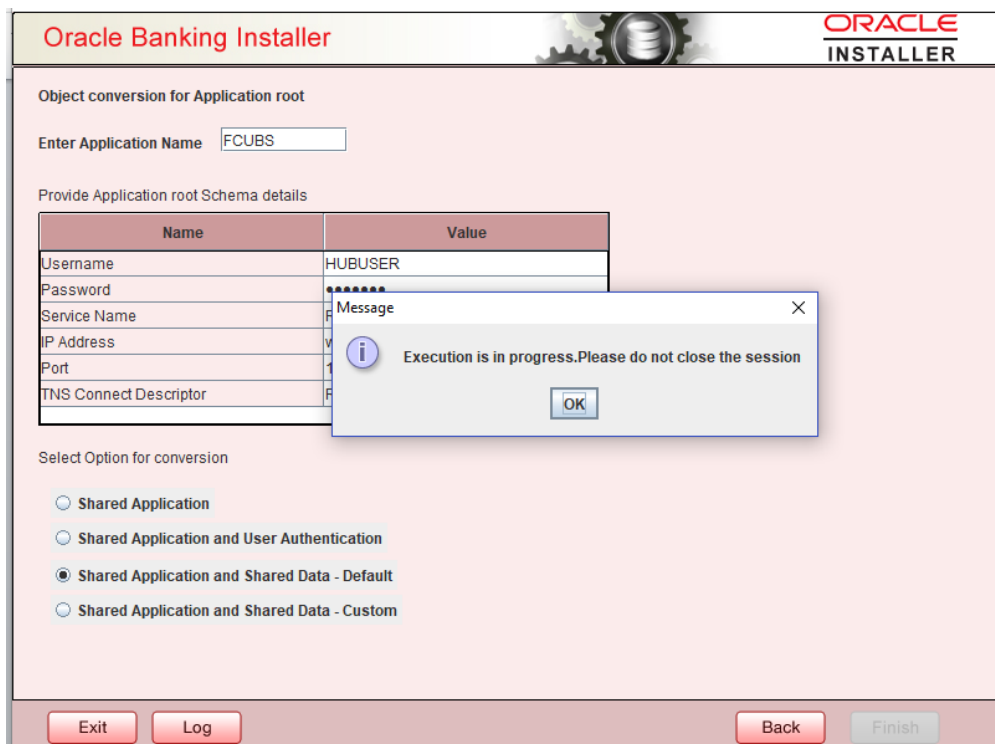 Oracle Banking Installer
ORACLE
INSTALLER
Object conversion for Application root
Enter Application Name FCUBS
Provide Application root Schema details
Name Value
Username HUBUSER
Password ●●●●●●●
Message
Service Name
IP Address
Execution is in progress.Please do not close the session
Port
TNS Connect Descriptor
OK
Select Option for conversion
Shared Application
Shared Application and User Authentication
Shared Application and Shared Data - Default
Shared Application and Shared Data - Custom
Exit Log Back Finish